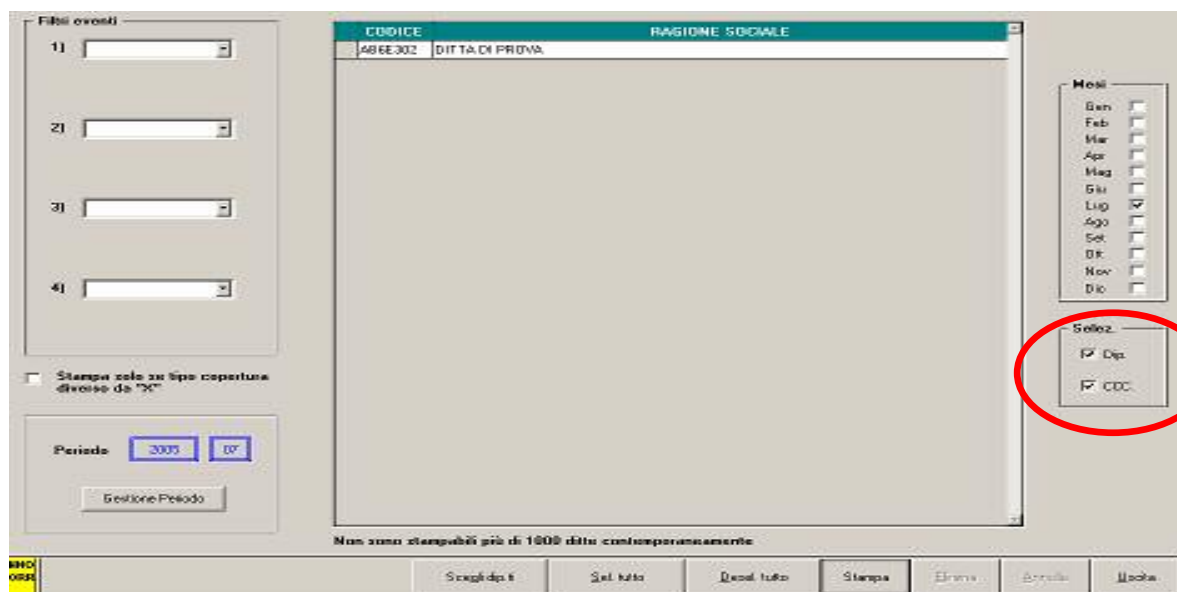 Filtri eventi
1)
2)
3)
4)
Stampa solo su tipo copertura
diverso da "X"
Periodo 2005 07
Gestione Periodo
CODICE RAGIONE SOCIALE
A86E302 DITTA DI PROVA
Non sono stampabili più di 1000 ditte contemporaneamente
Mesi
Gen
Feb
Mar
Apr
Mag
Giu
Lug
Ago
Set
Ott
Nov
Dic
Selez.
Dip.
CDC
Scegli dip.ti Sel. tutto Desel. tutto Stampa Elimina Annulla Uscita